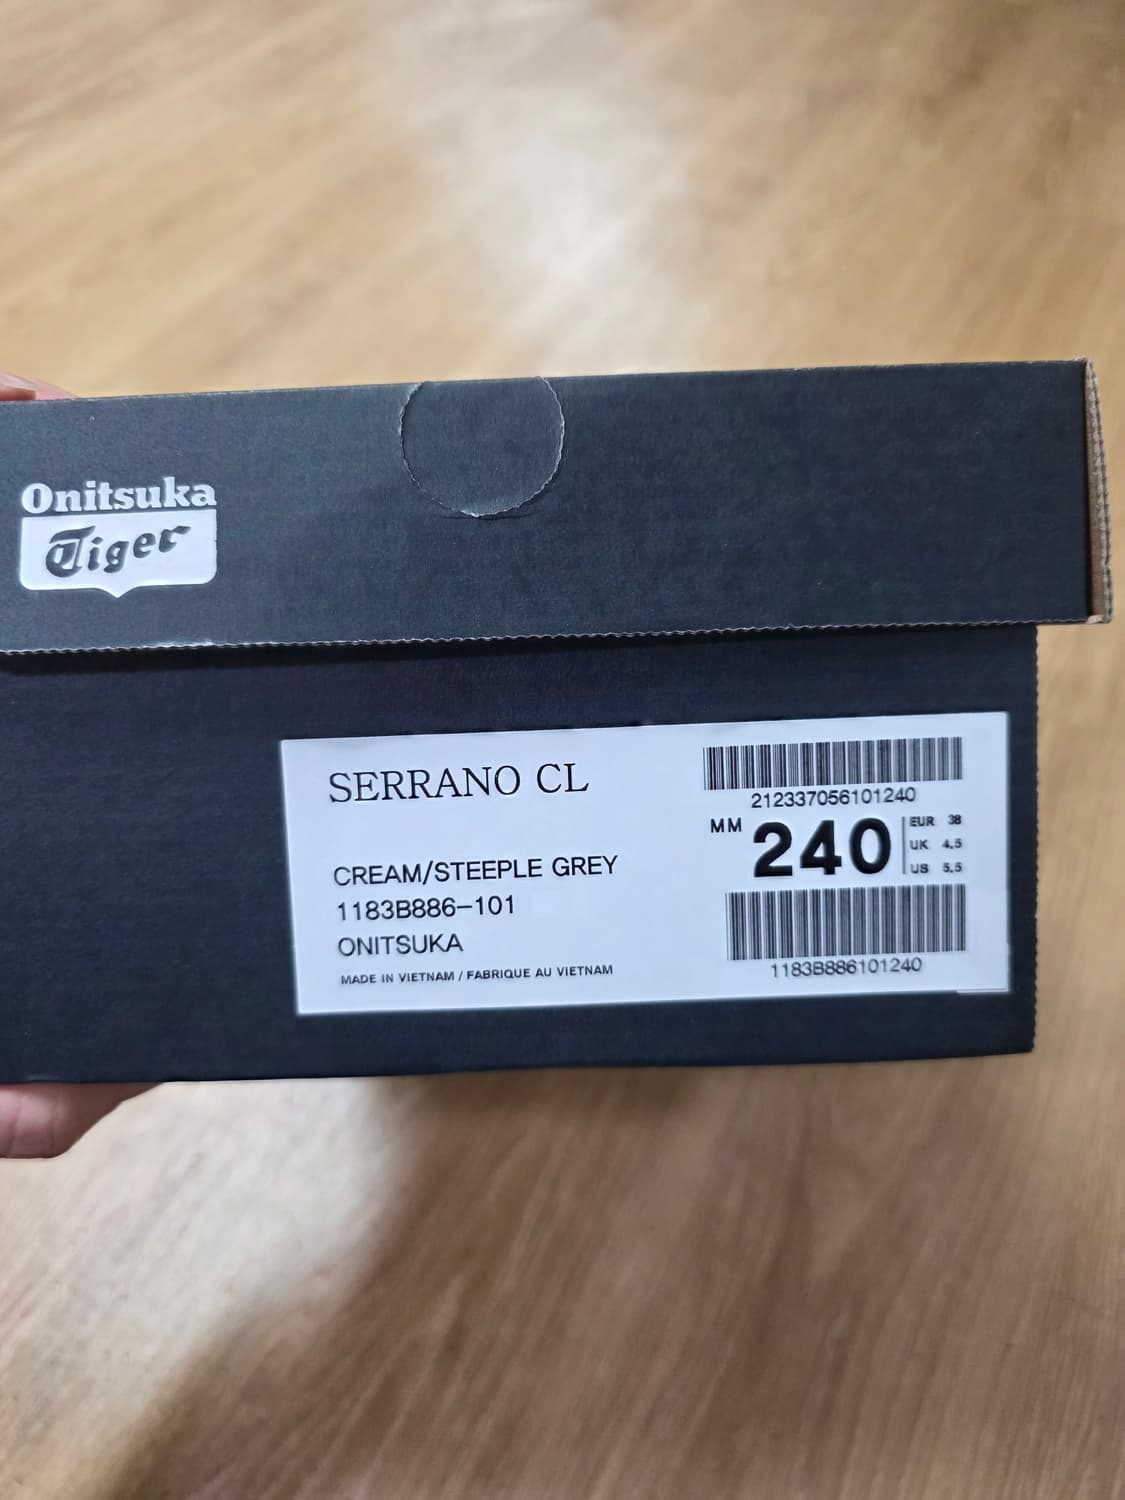 Onitsuka
Tiger
SERRANO CL
CREAM/STEEPLE GREY
1183B886-101
ONITSUKA
MADE IN VIETNAM / FABRIQUE AU VIETNAM
212337056101240
MM 240
EUR 38
UK 4.5
US 5.5
1183B886101240